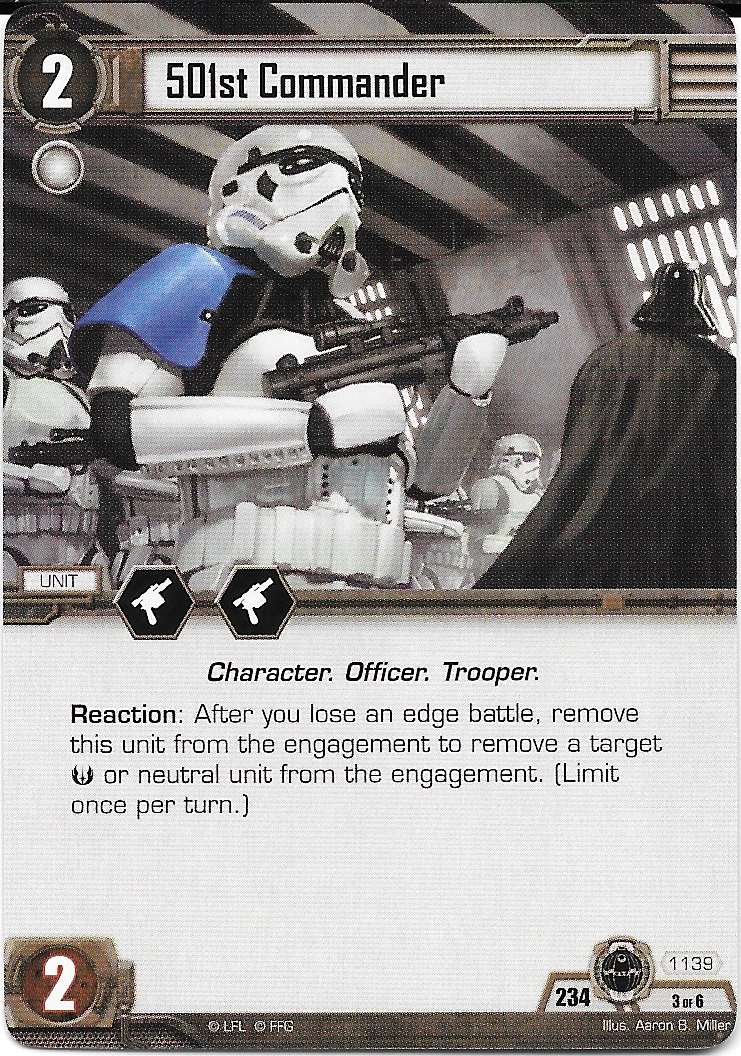 2
501st Commander
UNIT
Character. Officer. Trooper.
Reaction: After you lose an edge battle, remove
this unit from the engagement to remove a target
or neutral unit from the engagement. (Limit
once per turn.)
2
234
1139
3 OF 6
© LFL © FFG
Illus. Aaron B. Miller